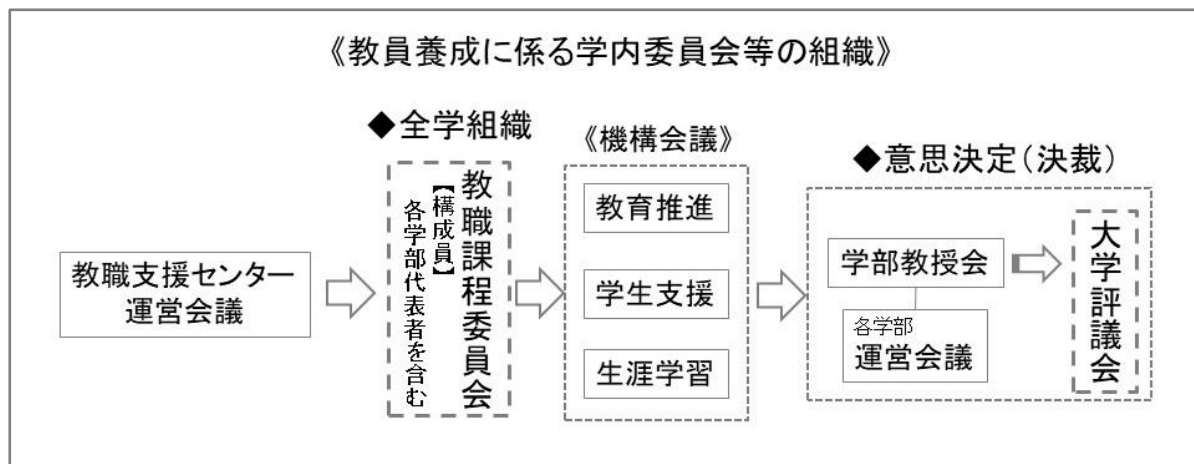 《教員養成に係る学内委員会等の組織》
◆全学組織
《機構会議》
◆意思決定(決裁)
教職支援センター
運営会議
教職課程委員会
【構成員】
各学部代表者を含む
教育推進
学生支援
生涯学習
学部教授会
各学部
運営会議
大学評議会